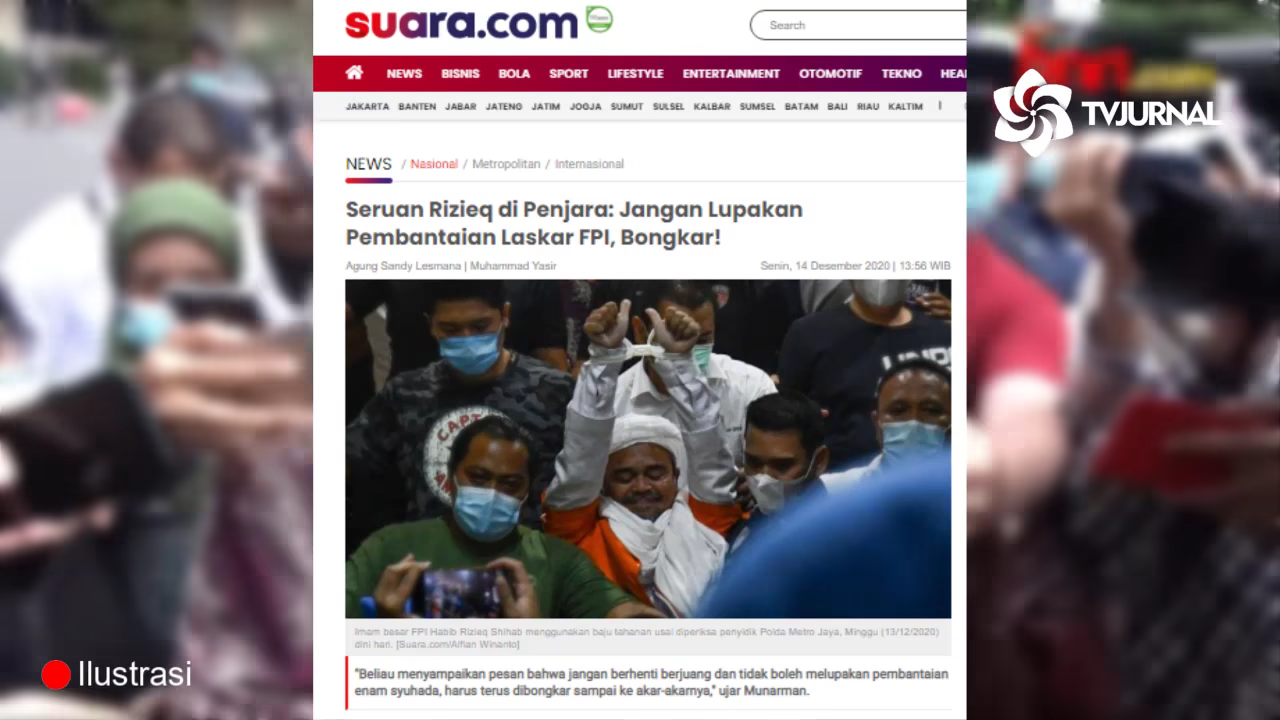 suara.com
Search
NEWS BISNIS BOLA SPORT LIFESTYLE ENTERTAINMENT OTOMOTIF TEKNO HEAL
JAKARTA BANTEN JABAR JATENG JATIM JOGJA SUMUT SULSEL KALBAR SUMSEL BATAM BALI RIAU KALTIM
TVJURNAL
NEWS / Nasional / Metropolitan / Internasional
Seruan Rizieq di Penjara: Jangan Lupakan
Pembantaian Laskar FPI, Bongkar!
Agung Sandy Lesmana | Muhammad Yasir Senin, 14 Desember 2020 | 13:56 WIB
CAPT
Imam besar FPI Habib Rizieq Shihab menggunakan baju tahanan usai diperiksa penyidik Polda Metro Jaya, Minggu (13/12/2020)
dini hari. [Suara.com/Alfian Winanto]
"Beliau menyampaikan pesan bahwa jangan berhenti berjuang dan tidak boleh melupakan pembantaian
enam syuhada, harus terus dibongkar sampai ke akar-akarnya," ujar Munarman.
Ilustrasi